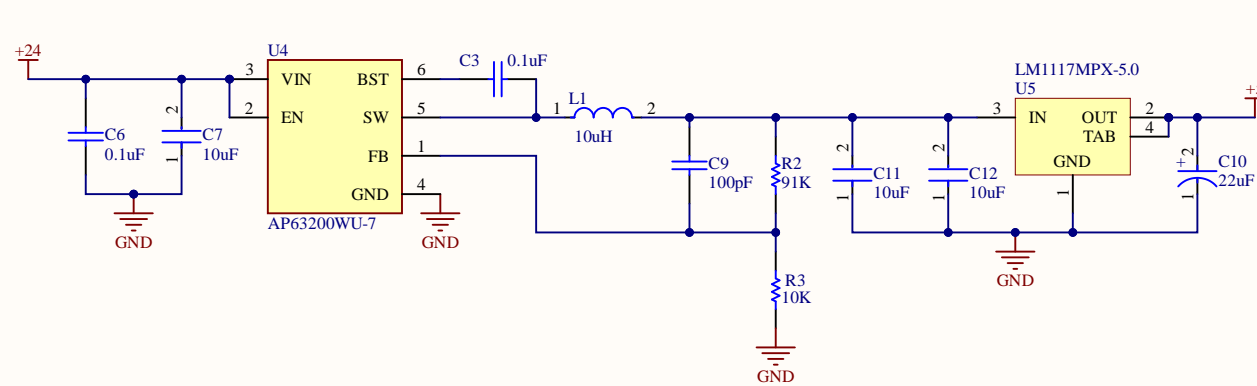 +24
U4
3 VIN BST 6
2 EN SW 5
FB 1
GND 4
AP63200WU-7
C6
0.1uF
2
C7
10uF
1
GND
GND
C3 0.1uF
1 L1 2
10uH
C9
100pF
R2
91K
R3
10K
GND
2
C11
10uF
1
2
C12
10uF
1
LM1117MPX-5.0
U5
3 IN OUT 2
TAB 4
GND
1
GND
+
2
C10
22uF
1